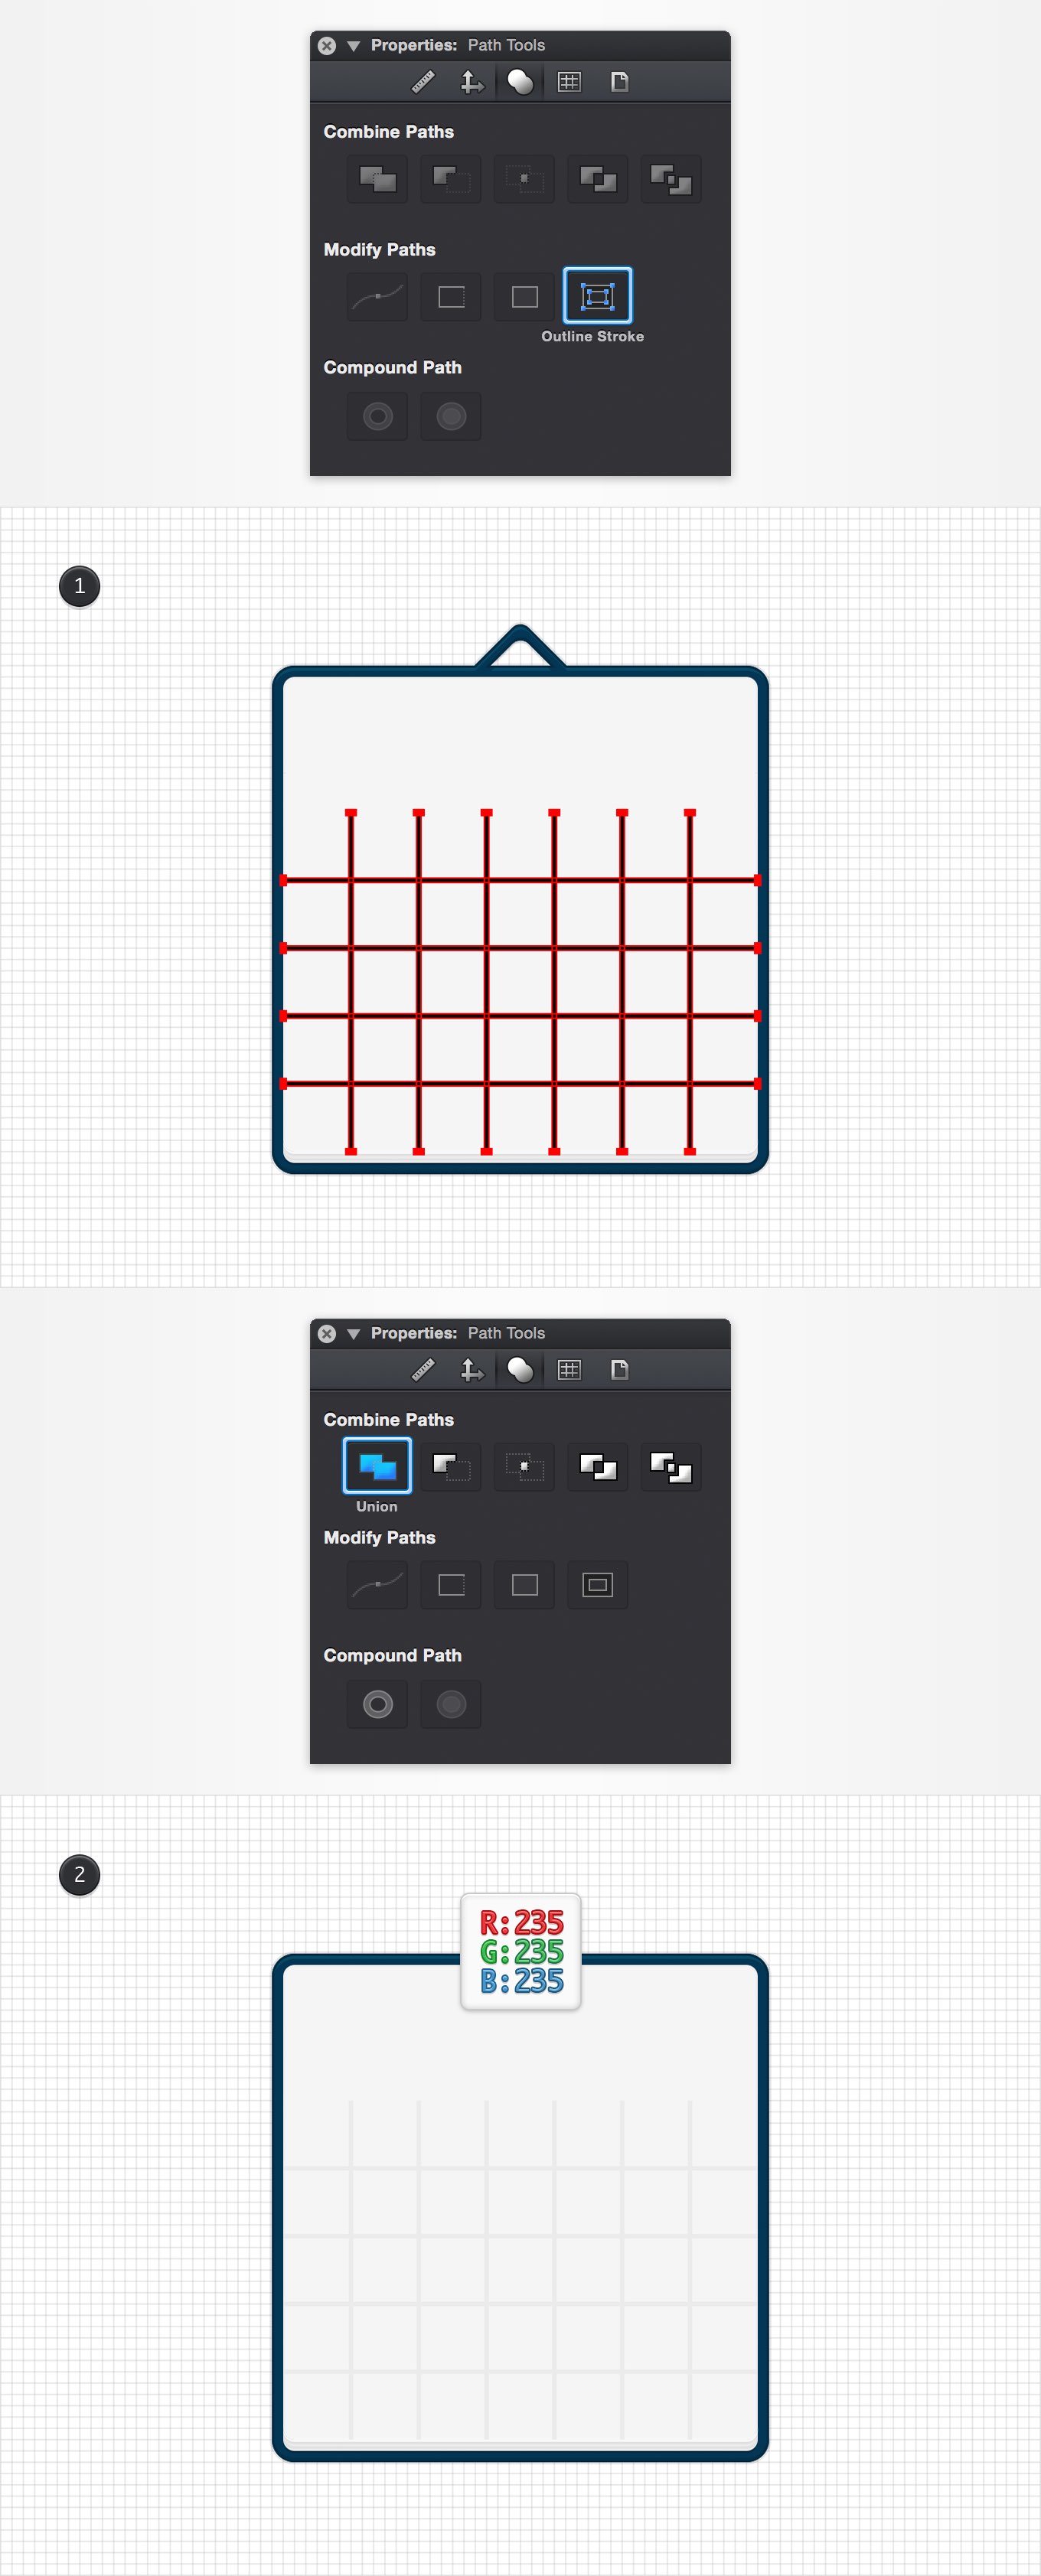 Properties: Path Tools
Combine Paths
Modify Paths
Outline Stroke
Compound Path
1
Properties: Path Tools
Combine Paths
Union
Modify Paths
Compound Path
2
R:235
G:235
B:235